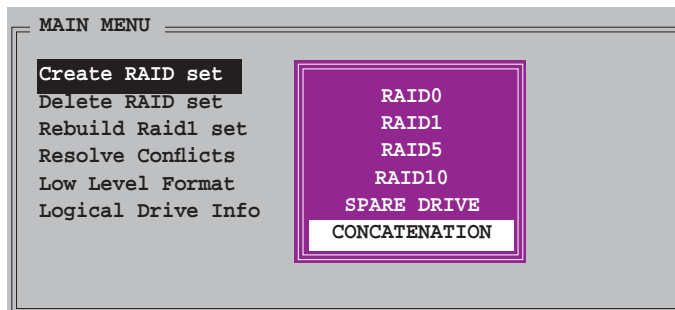 MAIN MENU
Create RAID set
Delete RAID set
Rebuild Raid1 set
Resolve Conflicts
Low Level Format
Logical Drive Info
RAID0
RAID1
RAID5
RAID10
SPARE DRIVE
CONCATENATION